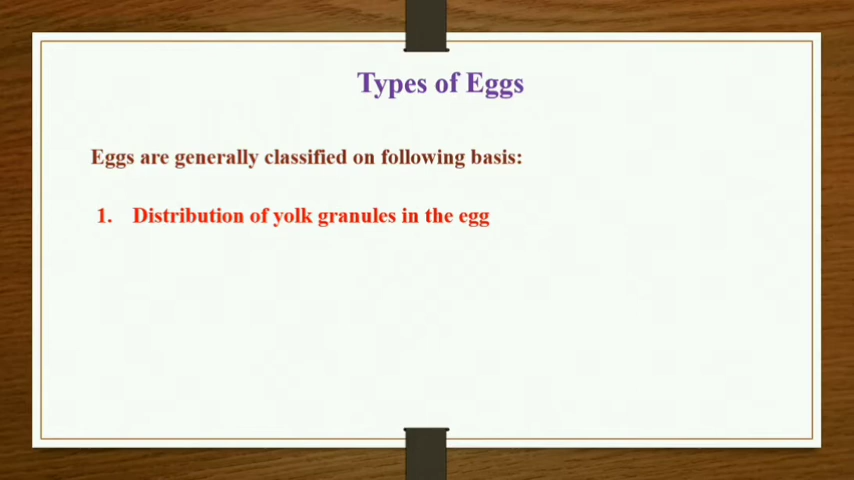 Types of Eggs
Eggs are generally classified on following basis:
1. Distribution of yolk granules in the egg